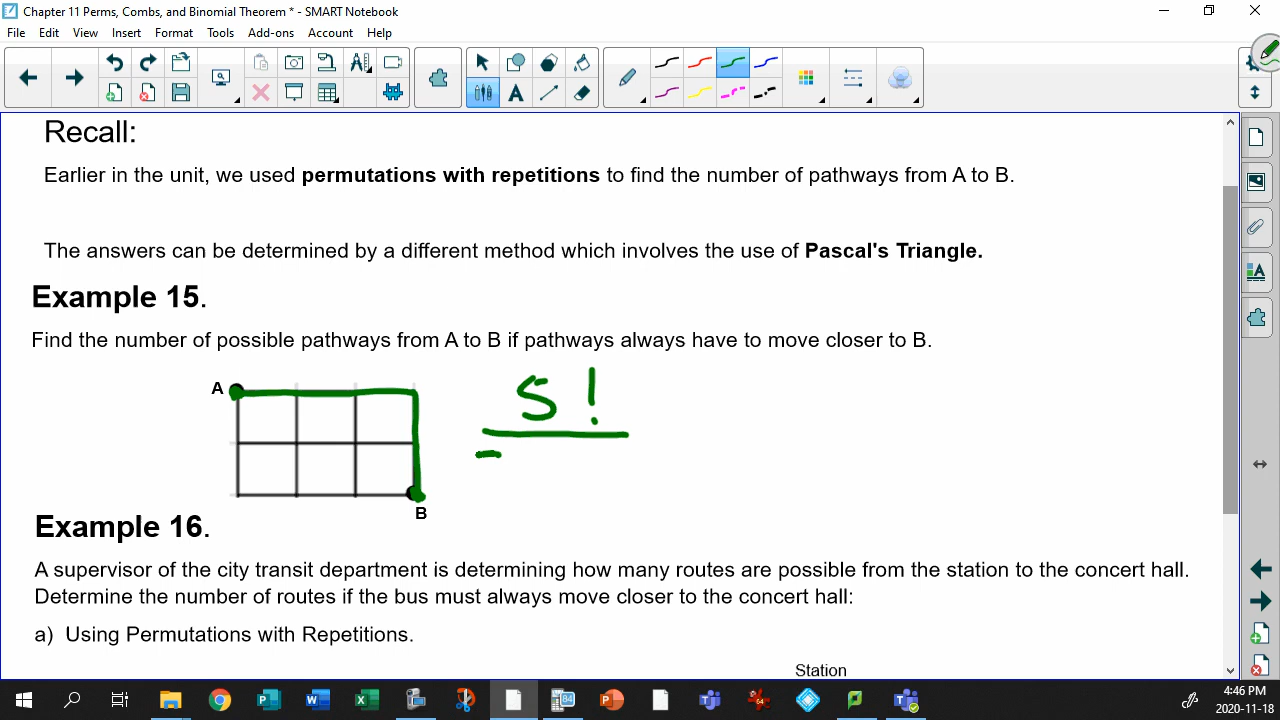 Chapter 11 Perms, Combs, and Binomial Theorem * - SMART Notebook
File Edit View Insert Format Tools Add-ons Account Help
Recall:
Earlier in the unit, we used permutations with repetitions to find the number of pathways from A to B.
The answers can be determined by a different method which involves the use of Pascal's Triangle.
Example 15.
Find the number of possible pathways from A to B if pathways always have to move closer to B.
A
5 !
B
Example 16.
A supervisor of the city transit department is determining how many routes are possible from the station to the concert hall.
Determine the number of routes if the bus must always move closer to the concert hall:
a) Using Permutations with Repetitions.
Station
4:46 PM
2020-11-18